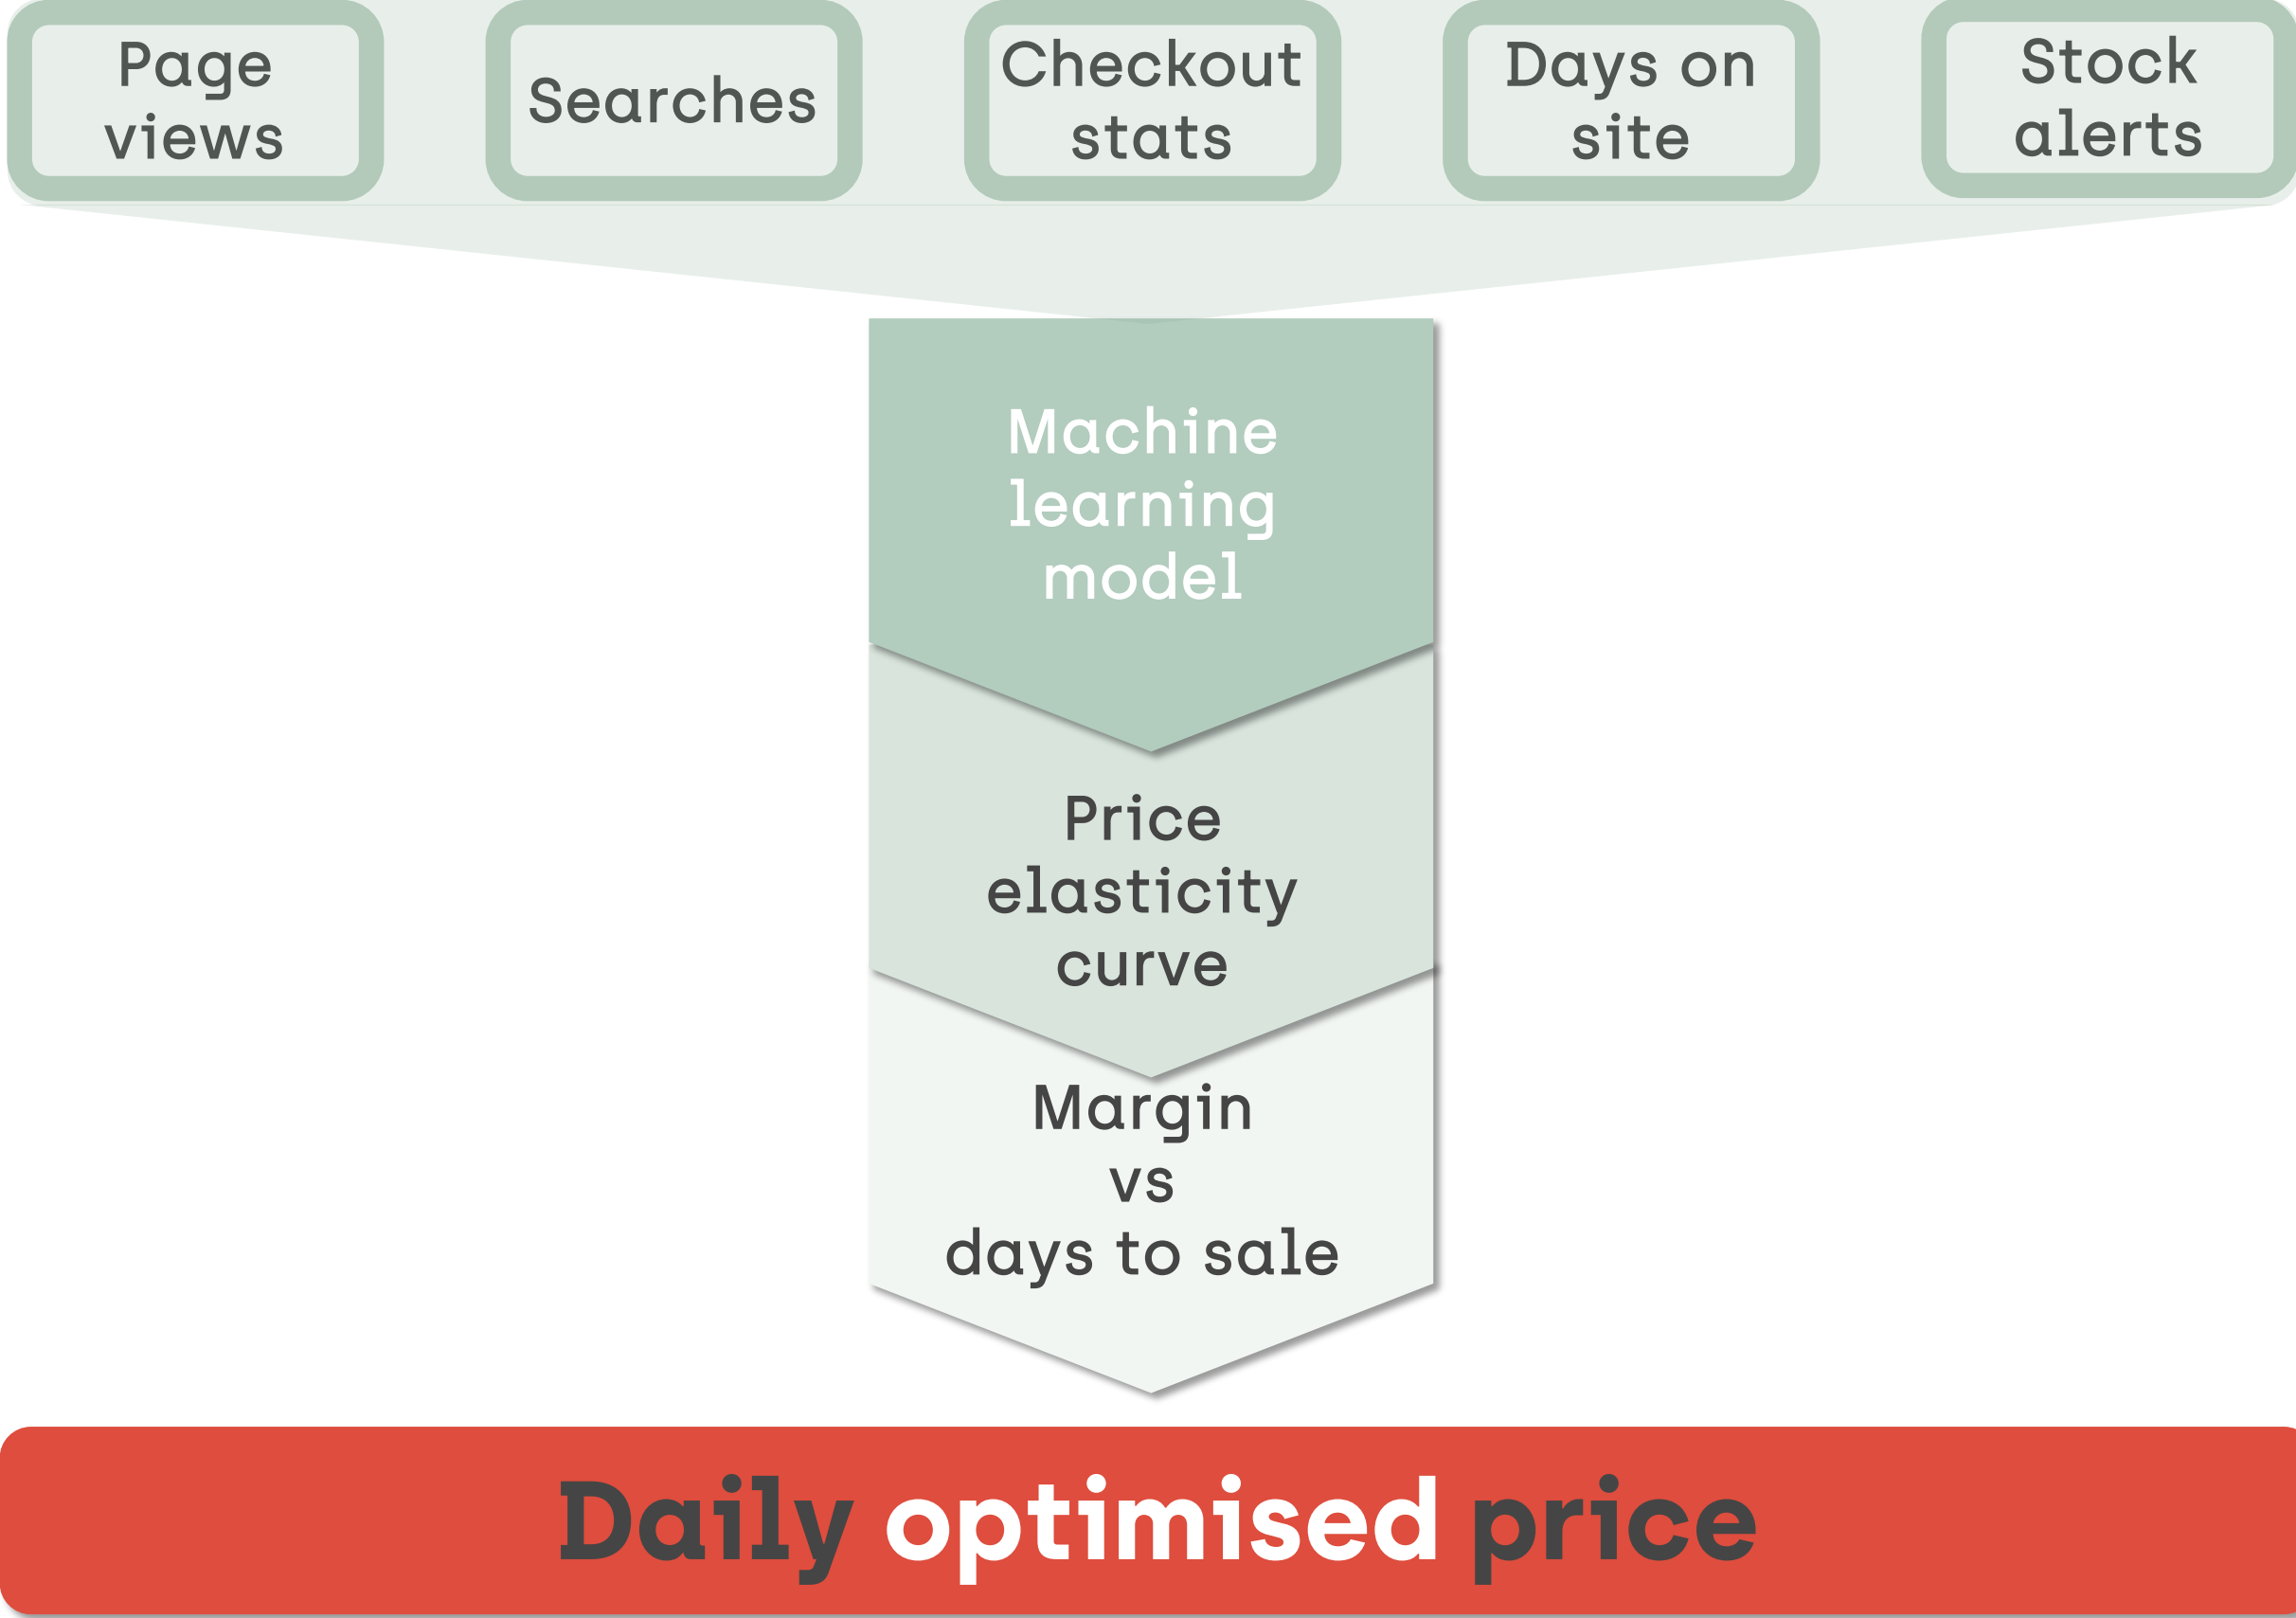 Page
views
Searches
Checkout
stats
Days on
site
Stock
alerts
Machine
learning
model
Price
elasticity
curve
Margin
vs
days to sale
Daily optimised price